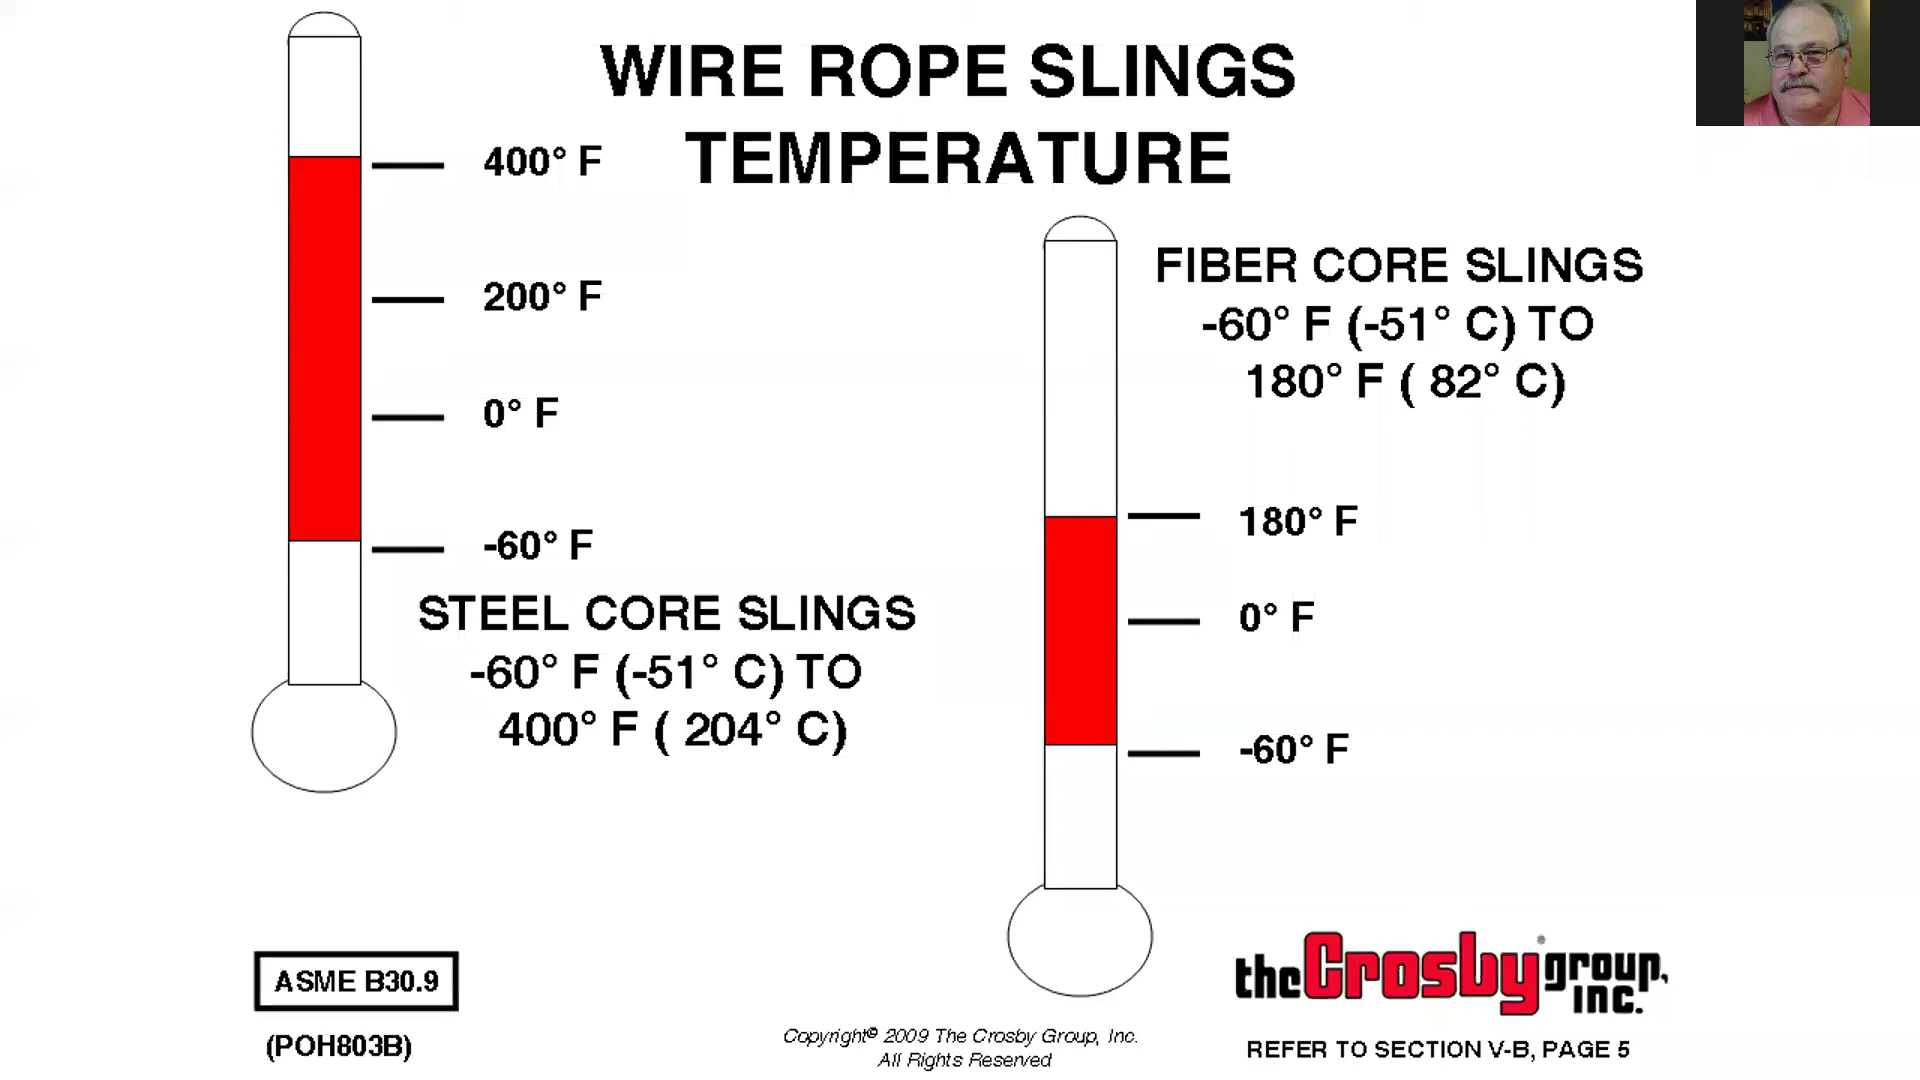 WIRE ROPE SLINGS
TEMPERATURE
400° F
200° F
0° F
-60° F
STEEL CORE SLINGS
-60° F (-51° C) TO
400° F ( 204° C)
FIBER CORE SLINGS
-60° F (-51° C) TO
180° F ( 82° C)
180° F
0° F
-60° F
ASME B30.9
(POH803B)
Copyright© 2009 The Crosby Group, Inc.
All Rights Reserved
the Crosby group, inc.
REFER TO SECTION V-B, PAGE 5